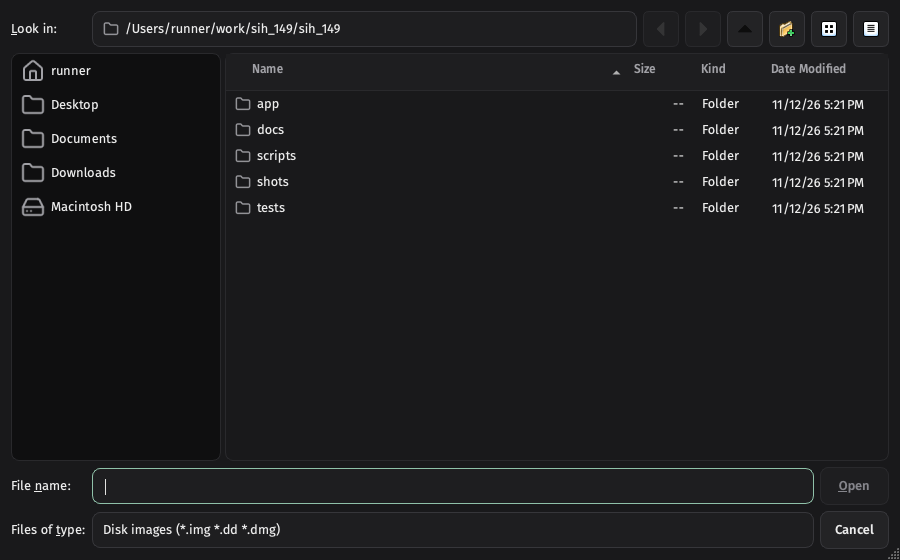 Look in: /Users/runner/work/sih_149/sih_149
runner
Desktop
Documents
Downloads
Macintosh HD
Name Size Kind Date Modified
app -- Folder 11/12/26 5:21 PM
docs -- Folder 11/12/26 5:21 PM
scripts -- Folder 11/12/26 5:21 PM
shots -- Folder 11/12/26 5:21 PM
tests -- Folder 11/12/26 5:21 PM
File name: Open
Files of type: Disk images (*.img *.dd *.dmg) Cancel